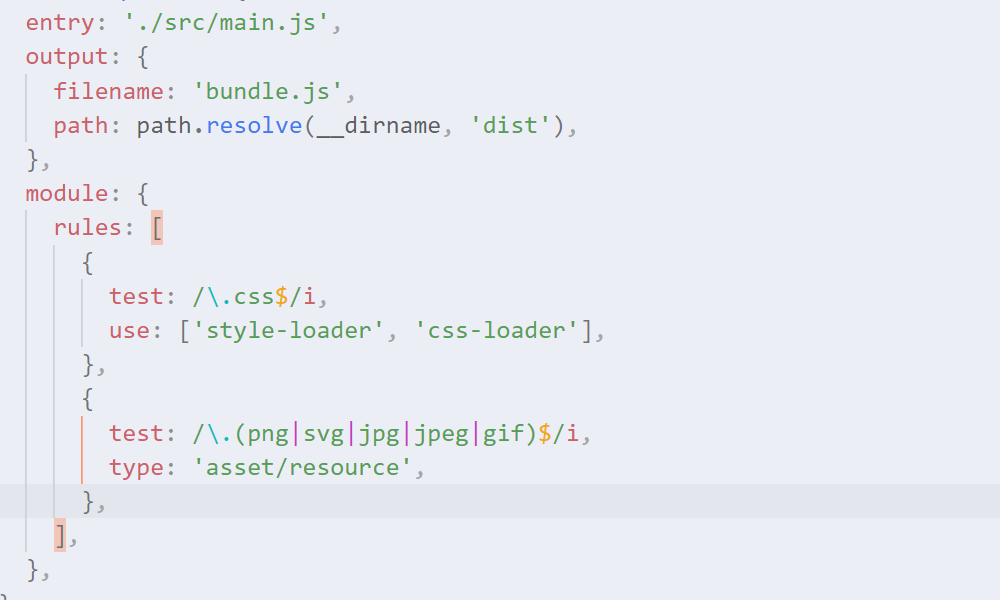 entry: './src/main.js',
output: {
filename: 'bundle.js',
path: path.resolve(__dirname, 'dist'),
},
module: {
rules: [
{
test: /\.css$/i,
use: ['style-loader', 'css-loader'],
},
{
test: /\.(png|svg|jpg|jpeg|gif)$/i,
type: 'asset/resource',
},
],
},